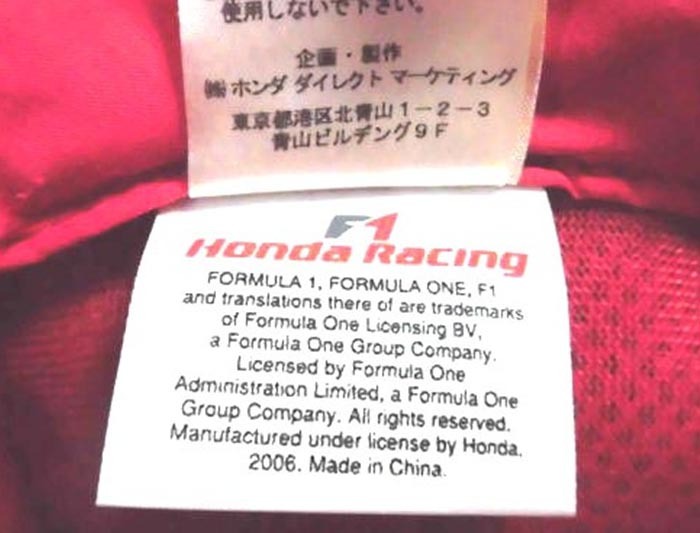 使用しないで下さい。
企画・製作
㈱ホンダ ダイレクト マーケティング
東京都港区北青山1－2－3
青山ビルヂング9F
F1
Honda Racing
FORMULA 1, FORMULA ONE, F1
and translations there of are trademarks
of Formula One Licensing BV,
a Formula One Group Company.
Licensed by Formula One
Administration Limited, a Formula One
Group Company. All rights reserved.
Manufactured under license by Honda.
2006. Made in China.